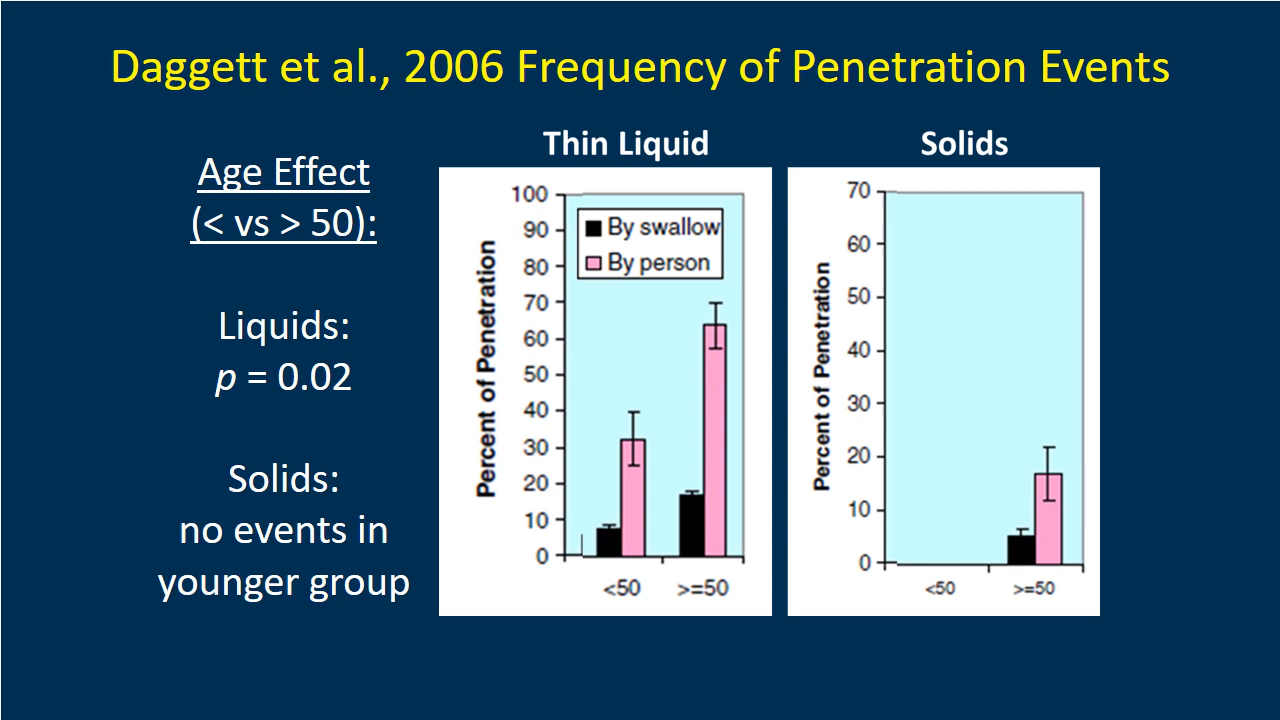 Daggett et al., 2006 Frequency of Penetration Events
Age Effect
(< vs > 50):
Liquids:
p = 0.02
Solids:
no events in
younger group
Thin Liquid
Percent of Penetration
100
90
80
70
60
50
40
30
20
10
0
By swallow
By person
<50
>=50
Solids
Percent of Penetration
70
60
50
40
30
20
10
0
<50
>=50